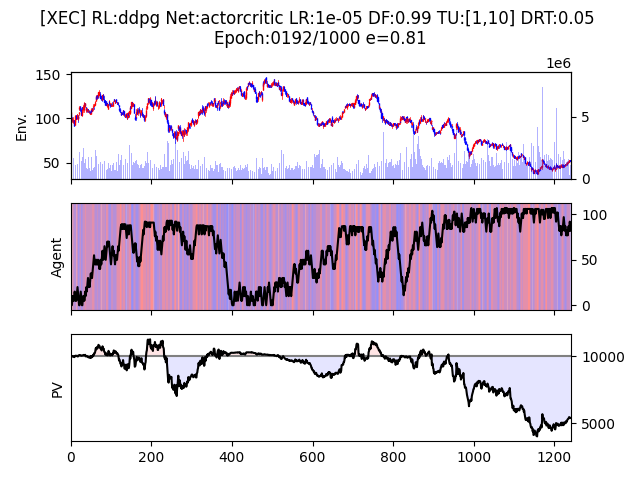 [XEC] RL:ddpg Net:actorcritic LR:1e-05 DF:0.99 TU:[1,10] DRT:0.05
Epoch:0192/1000 e=0.81
1e6
150
100
50
Env.
5
0
Agent
100
50
0
PV
10000
5000
0 200 400 600 800 1000 1200